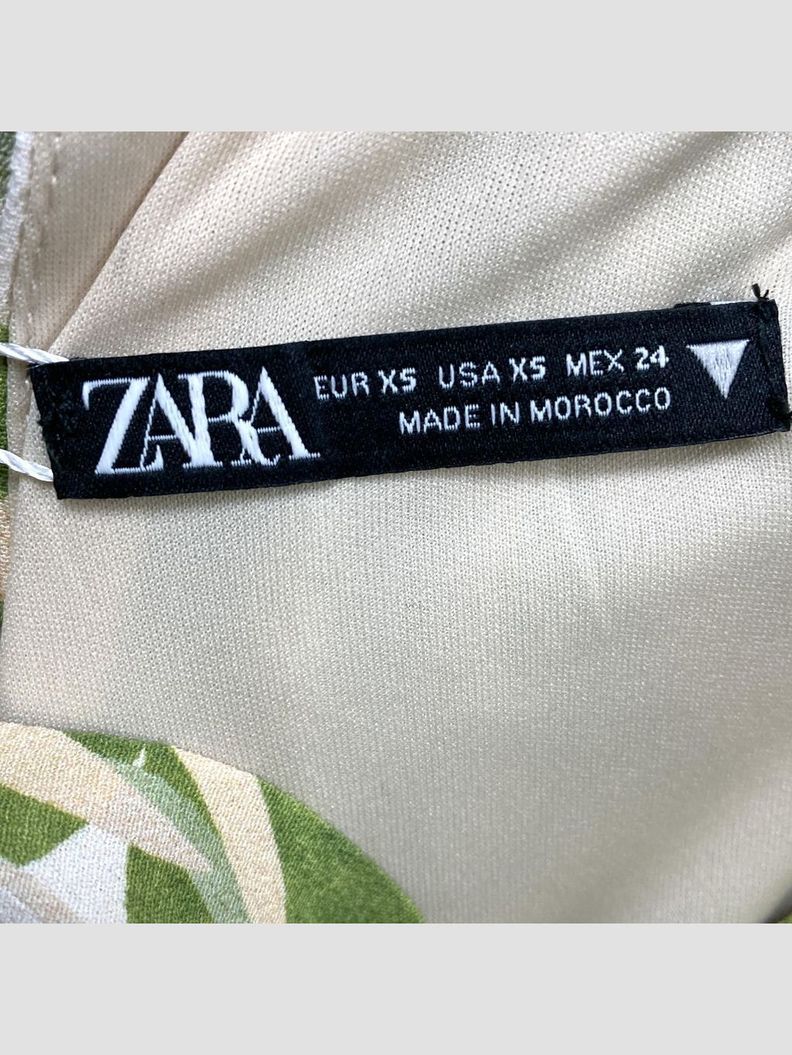 ZARA
EUR XS USA XS MEX 24
MADE IN MOROCCO